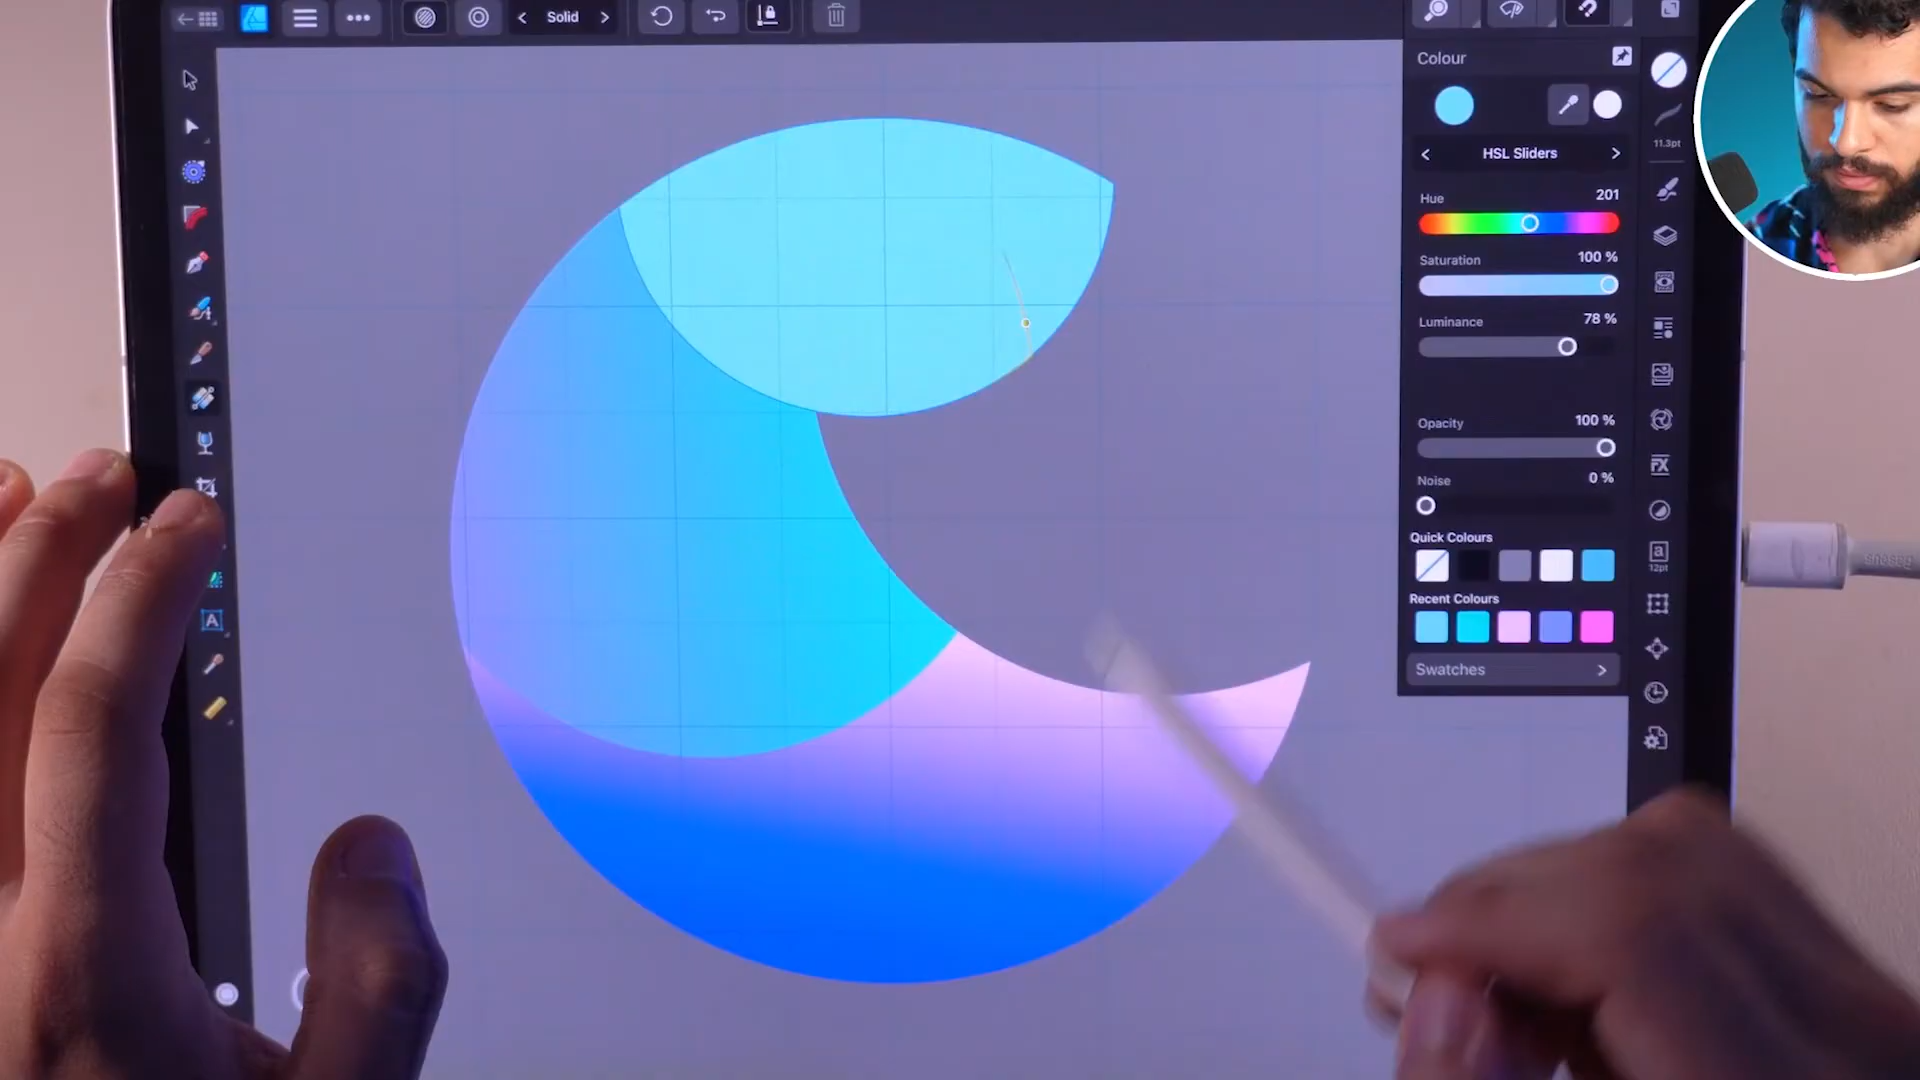 Solid
Colour
11.3pt
HSL Sliders
Hue 201
Saturation 100 %
Luminance 78 %
Opacity 100 %
Noise 0 %
Quick Colours
a
12pt
Recent Colours
A
Swatches
FX